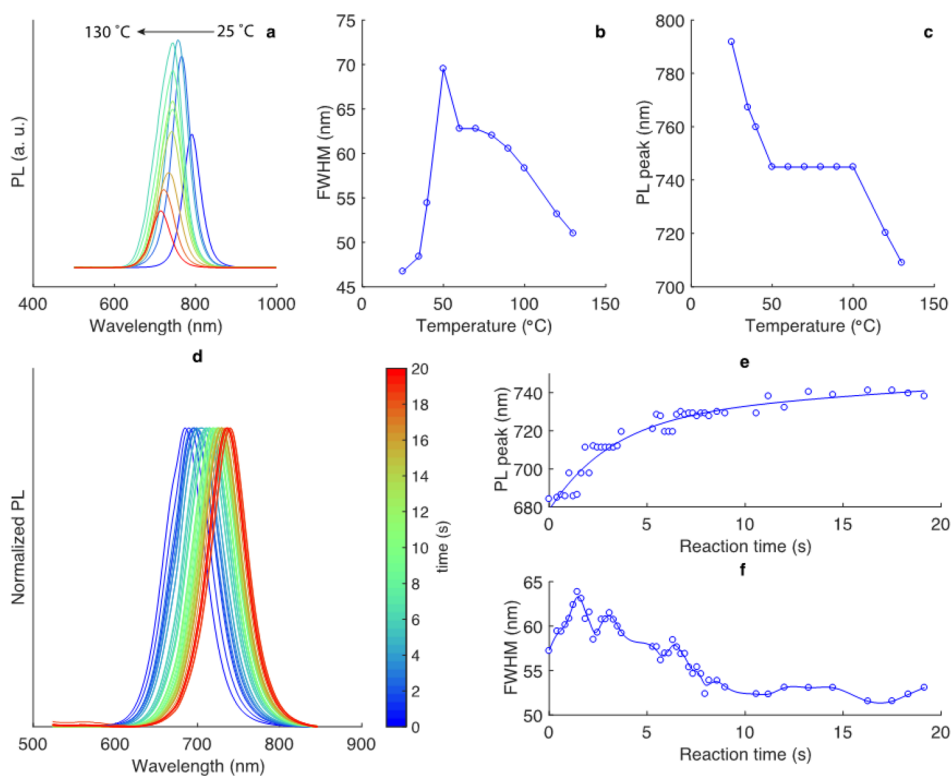 130 ˚C 25 ˚C a
PL (a. u.)
400 600 800 1000
Wavelength (nm)
b
FWHM (nm)
75
70
65
60
55
50
45
0 50 100 150
Temperature (°C)
c
PL peak (nm)
800
780
760
740
720
700
0 50 100 150
Temperature (°C)
d
Normalized PL
500 600 700 800 900
Wavelength (nm)
20
18
16
14
12
10
8
6
4
2
0
time (s)
e
PL peak (nm)
740
720
700
680
0 5 10 15 20
Reaction time (s)
f
FWHM (nm)
65
60
55
50
0 5 10 15 20
Reaction time (s)